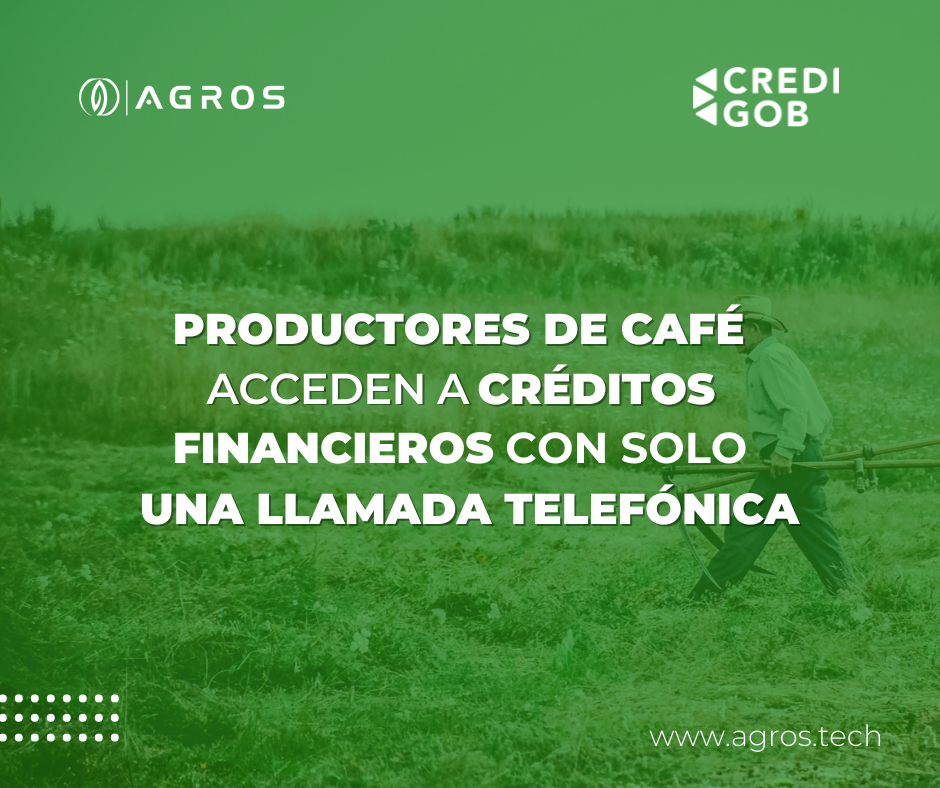 AGROS
CREDI
GOB
PRODUCTORES DE CAFÉ
ACCEDEN A CRÉDITOS
FINANCIEROS CON SOLO
UNA LLAMADA TELEFÓNICA
www.agros.tech